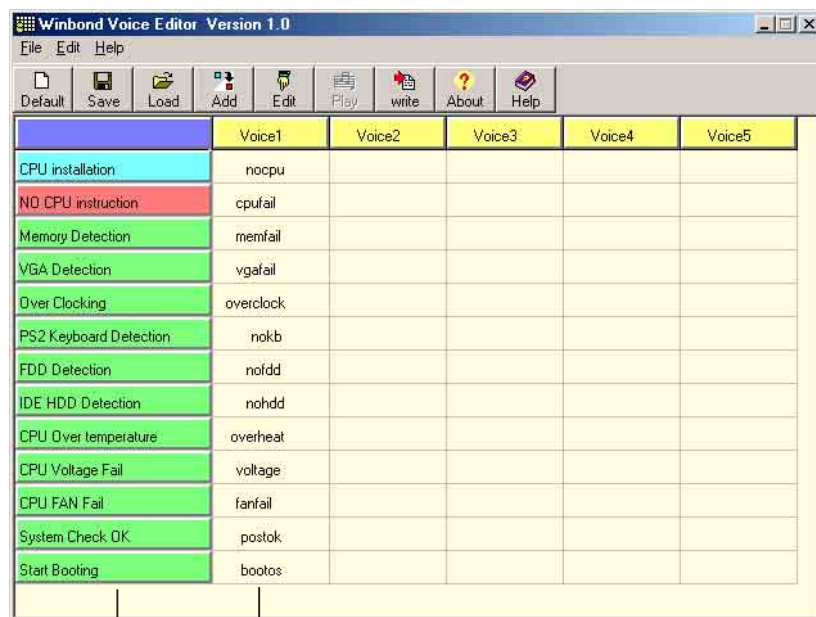 Winbond Voice Editor Version 1.0
File Edit Help
Default Save Load Add Edit Play write About Help
Voice1 Voice2 Voice3 Voice4 Voice5
CPU installation nocpu
NO CPU instruction cpufail
Memory Detection memfail
VGA Detection vgafail
Over Clocking overclock
PS2 Keyboard Detection nokb
FDD Detection nofdd
IDE HDD Detection nohdd
CPU Over temperature overheat
CPU Voltage Fail voltage
CPU FAN Fail fanfail
System Check OK postok
Start Booting bootos